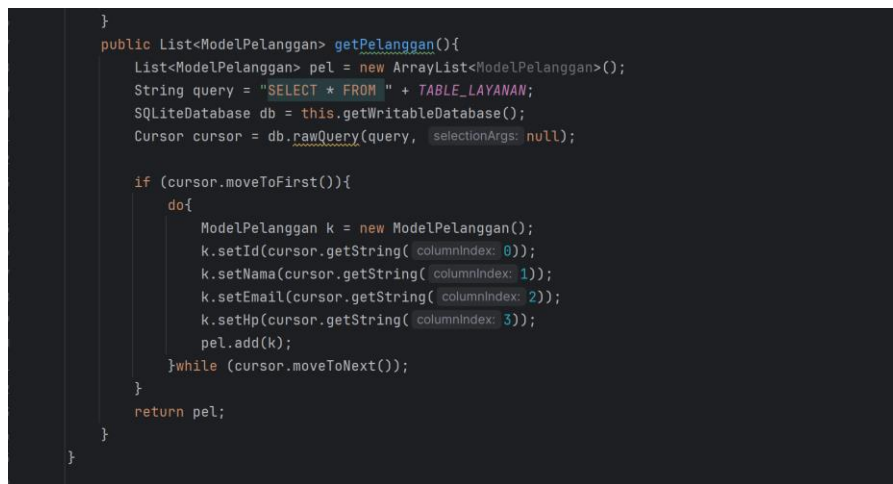 }
public List<ModelPelanggan> getPelanggan(){
List<ModelPelanggan> pel = new ArrayList<ModelPelanggan>();
String query = "SELECT * FROM " + TABLE_LAYANAN;
SQLiteDatabase db = this.getWritableDatabase();
Cursor cursor = db.rawQuery(query, selectionArgs: null);
if (cursor.moveToFirst()){
do{
ModelPelanggan k = new ModelPelanggan();
k.setId(cursor.getString( columnIndex: 0));
k.setNama(cursor.getString( columnIndex: 1));
k.setEmail(cursor.getString( columnIndex: 2));
k.setHp(cursor.getString( columnIndex: 3));
pel.add(k);
}while (cursor.moveToNext());
}
return pel;
}
}